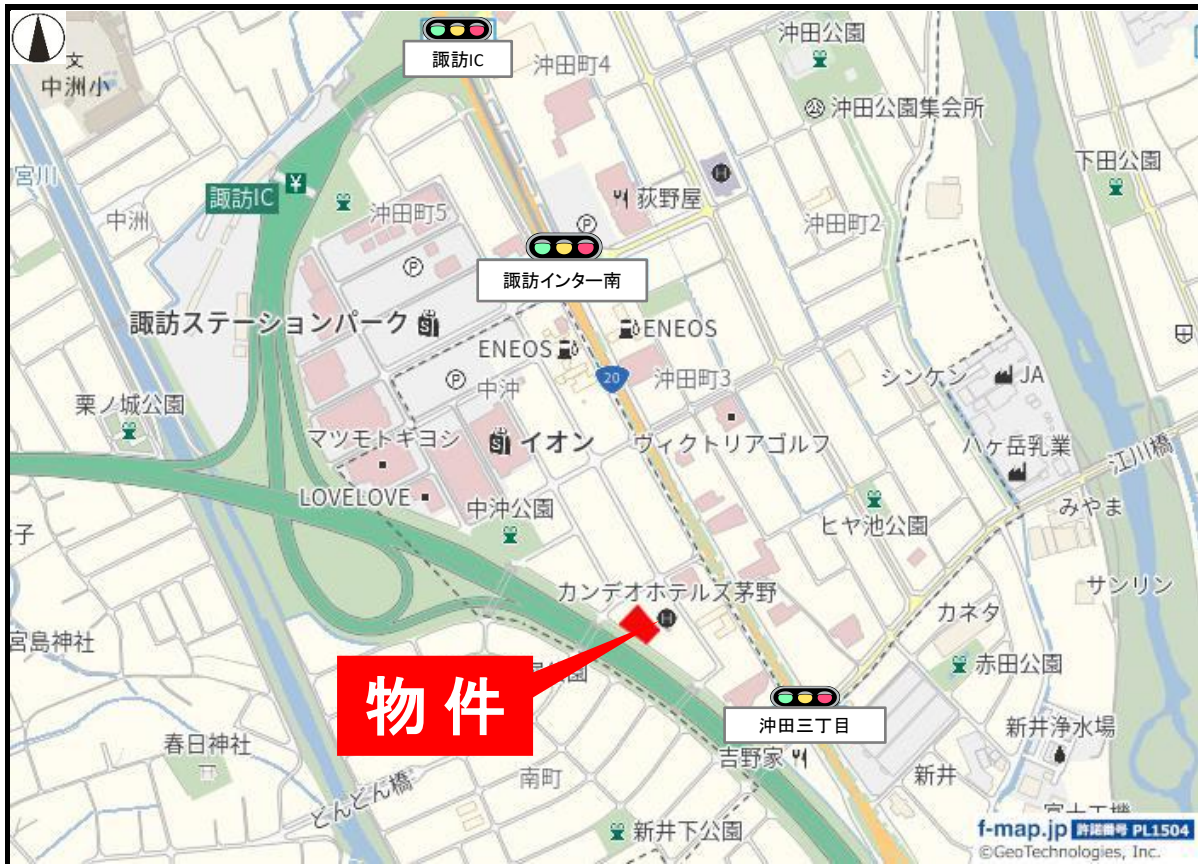 諏訪IC
沖田町4
沖田公園
文
中洲小
沖田公園集会所
下田公園
宮川
諏訪IC
¥
中洲
沖田町5
荻野屋
H
沖田町2
P
諏訪インター南
P
諏訪ステーションパーク
S
ENEOS
ENEOS
P
中沖
20
沖田町3
シンケン
JA
栗ノ城公園
マツモトキヨシ
S
イオン
ヴィクトリアゴルフ
八ヶ岳乳業
江川橋
LOVELOVE
中沖公園
ヒヤ池公園
みやま
カンデオホテルズ茅野
H
サンリン
カネタ
宮島神社
公園
赤田公園
物件
沖田三丁目
新井浄水場
春日神社
吉野家
南町
新井
どんどん橋
新井下公園
f-map.jp 許諾番号 PL1504
©GeoTechnologies, Inc.